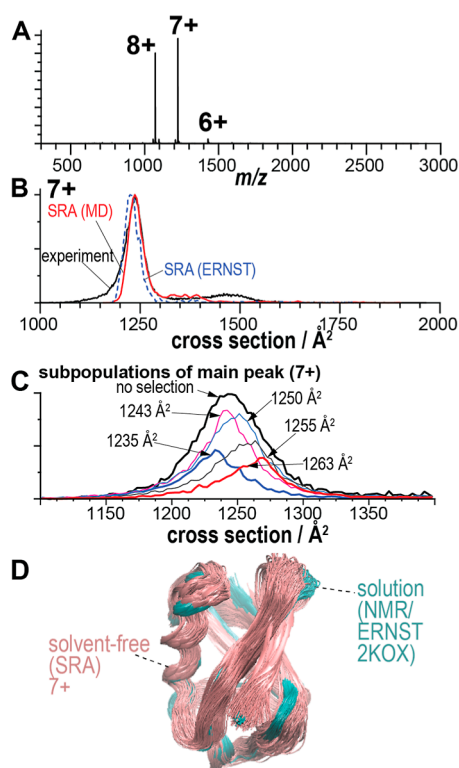 A
8+
7+
6+
500 1000 1500 2000 2500 3000
m/z
B
7+
SRA (MD)
experiment
SRA (ERNST)
1000 1250 1500 1750 2000
cross section / Å²
C subpopulations of main peak (7+)
no selection
1243 Å²
1250 Å²
1235 Å²
1255 Å²
1263 Å²
1150 1200 1250 1300 1350
cross section / Å²
D
solution
(NMR/
ERNST
2KOX)
solvent-free
(SRA)
7+